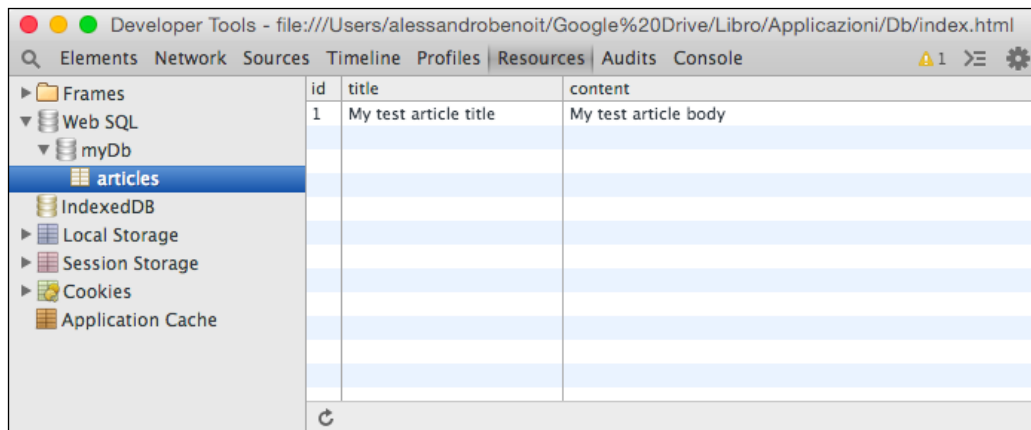 Developer Tools - file:///Users/alessandrobenoit/Google%20Drive/Libro/Applicazioni/Db/index.html
Elements Network Sources Timeline Profiles Resources Audits Console 1
Frames
Web SQL
myDb
articles
IndexedDB
Local Storage
Session Storage
Cookies
Application Cache
id title content
1 My test article title My test article body